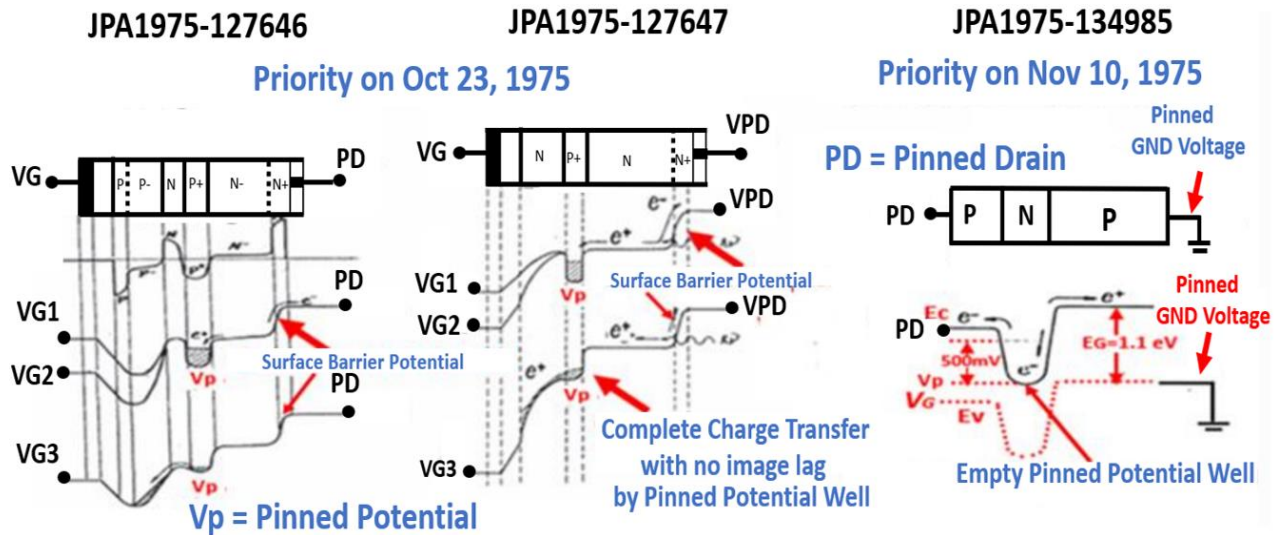 JPA1975-127646
JPA1975-127647
JPA1975-134985
Priority on Oct 23, 1975
Priority on Nov 10, 1975
VG
P
P-
N
P+
N-
N+
PD
VG1
VG2
PD
Vp
Surface Barrier Potential
PD
VG3
Vp
Vp = Pinned Potential
VG
N
P+
N
N+
VPD
e-
VPD
e+
VG1
VG2
Vp
Surface Barrier Potential
VPD
e+
e+
VG3
Vp
Complete Charge Transfer
with no image lag
by Pinned Potential Well
PD = Pinned Drain
Pinned
GND Voltage
PD
P
N
P
Pinned
GND Voltage
Ec
e-
e+
PD
500mV
e-
EG=1.1 eV
Vp
VG
Ev
Empty Pinned Potential Well